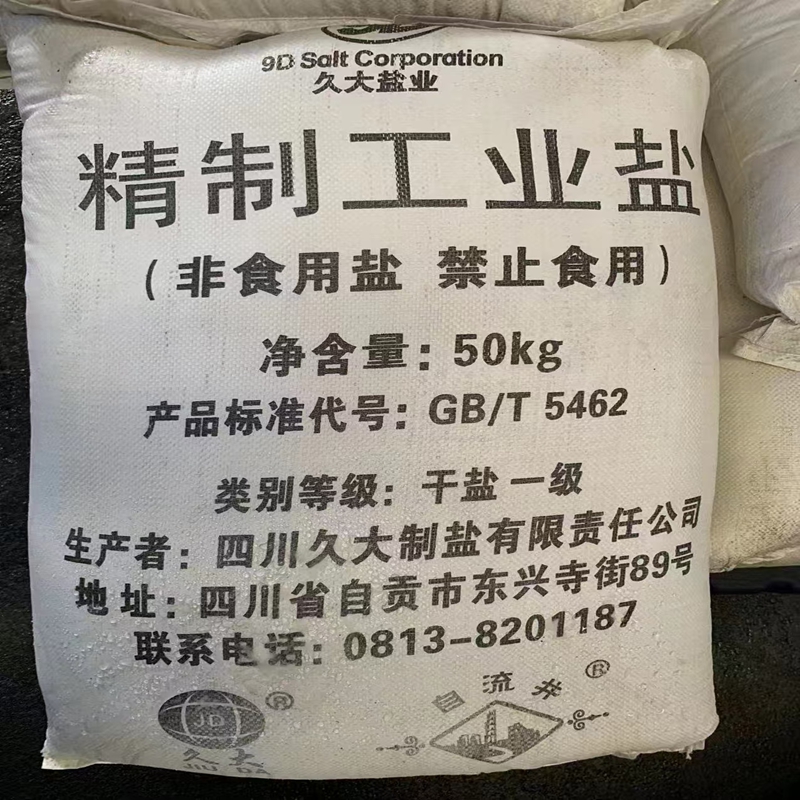 9D Salt Corporation
久大盐业
精制工业盐
（非食用盐 禁止食用）
净含量：50kg
产品标准代号：GB/T 5462
类别等级：干盐 一级
生产者：四川久大制盐有限责任公司
地址：四川省自贡市东兴寺街89号
联系电话：0813-8201187
自流井®
JD®
久大
JIU DA